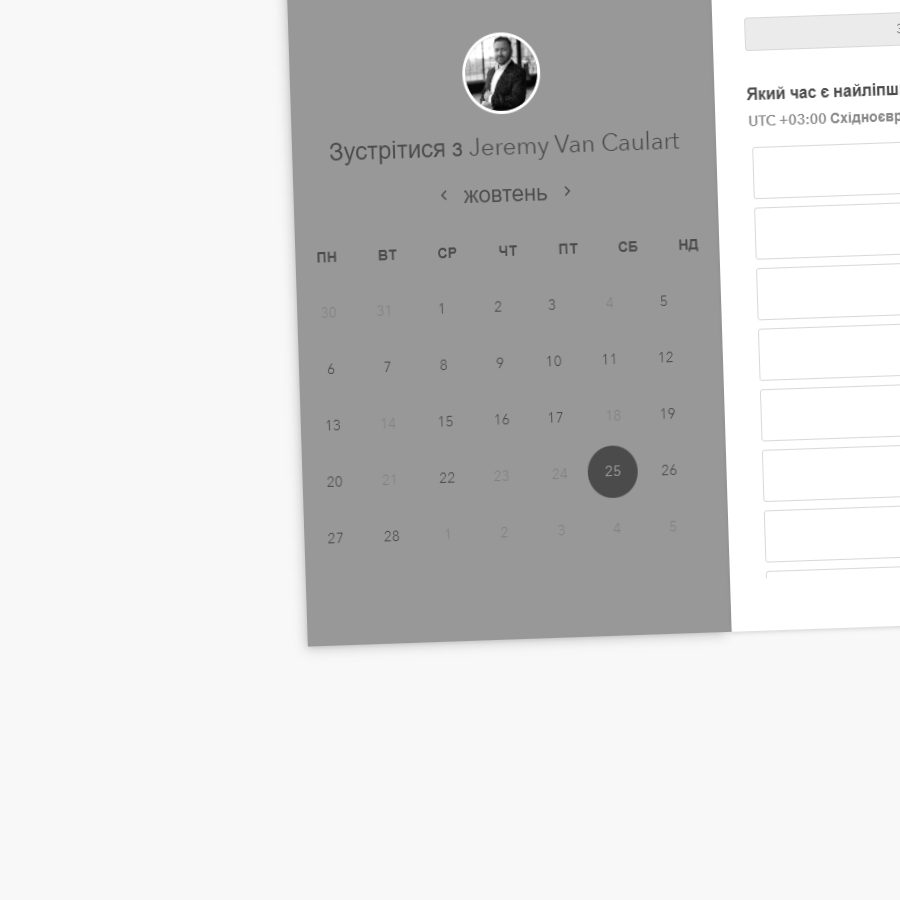 Зустрітися з Jeremy Van Caulart
жовтень
ПН ВТ СР ЧТ ПТ СБ НД
30 31 1 2 3 4 5
6 7 8 9 10 11 12
13 14 15 16 17 18 19
20 21 22 23 24 25 26
27 28 1 2 3 4 5
Який час є найліпш
UTC +03:00 Східноєвр